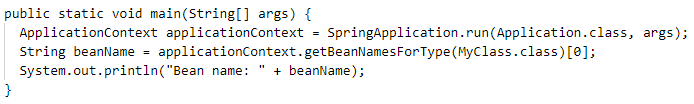 public static void main(String[] args) {
  ApplicationContext applicationContext = SpringApplication.run(Application.class, args);
  String beanName = applicationContext.getBeanNamesForType(MyClass.class)[0];
  System.out.println("Bean name: " + beanName);
}